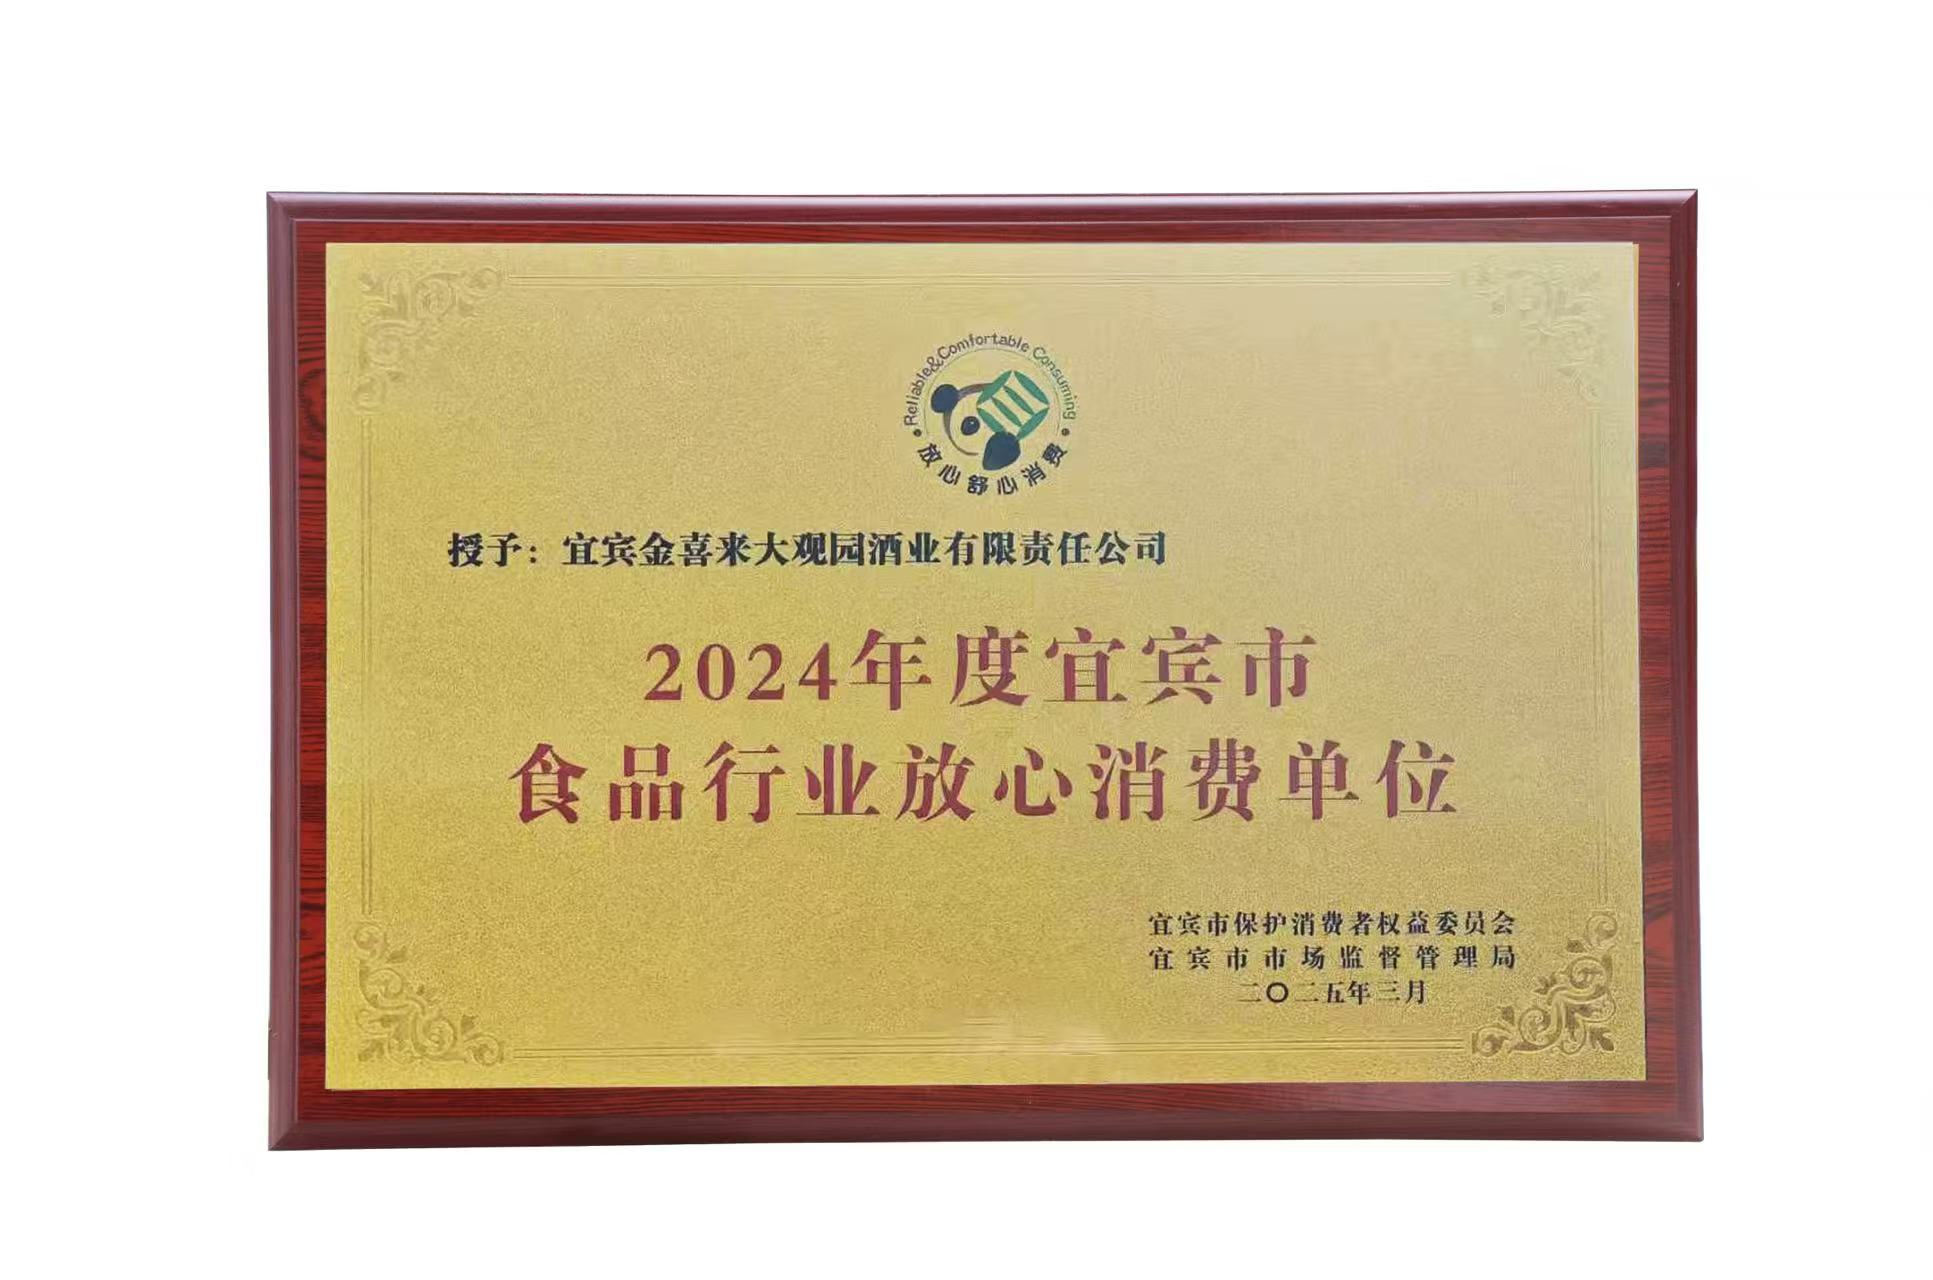 Reliable&Comfortable Consuming
放心舒心消费
授予：宜宾金喜来大观园酒业有限责任公司
2024年度宜宾市
食品行业放心消费单位
宜宾市保护消费者权益委员会
宜宾市市场监督管理局
二〇二五年三月